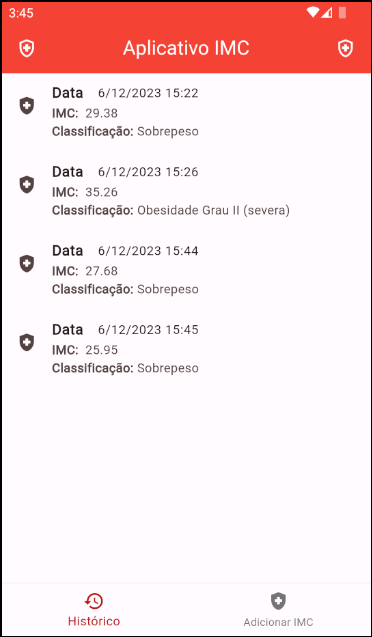 3:45
Aplicativo IMC
Data 6/12/2023 15:22
IMC: 29.38
Classificação: Sobrepeso
Data 6/12/2023 15:26
IMC: 35.26
Classificação: Obesidade Grau II (severa)
Data 6/12/2023 15:44
IMC: 27.68
Classificação: Sobrepeso
Data 6/12/2023 15:45
IMC: 25.95
Classificação: Sobrepeso
Histórico
Adicionar IMC